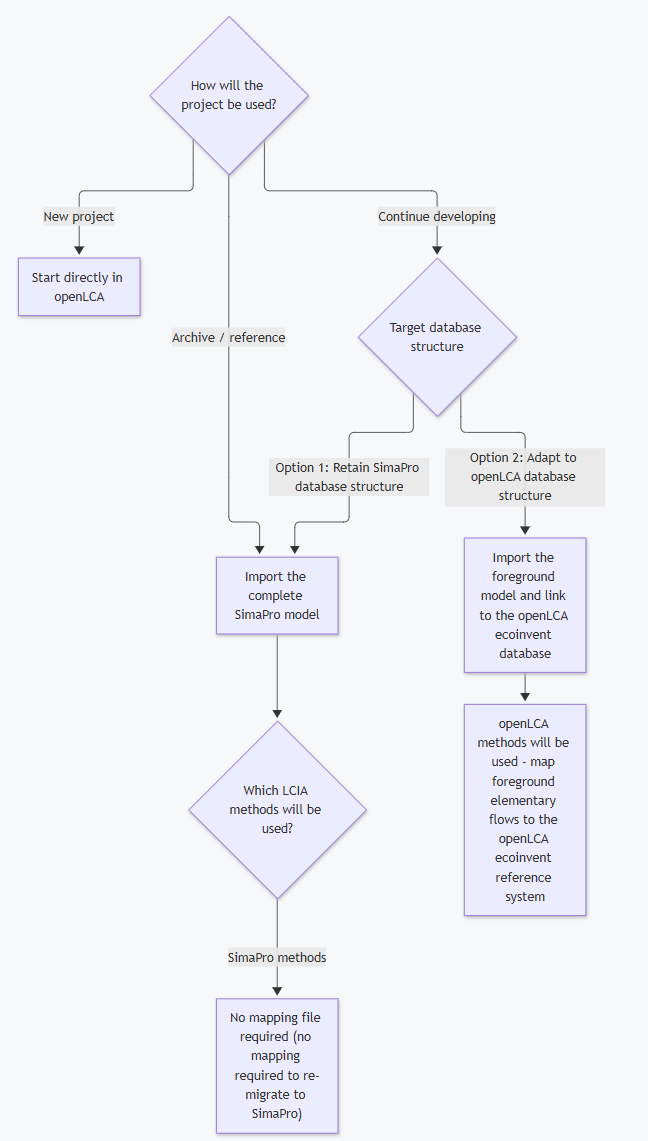 How will the
project be used?
New project
Continue developing
Start directly in
openLCA
Archive / reference
Target database
structure
Option 1: Retain SimaPro
database structure
Option 2: Adapt to
openLCA database
structure
Import the
complete
SimaPro model
Import the
foreground
model and link
to the openLCA
ecoinvent
database
Which LCIA
methods will be
used?
openLCA
methods will be
used - map
foreground
elementary
flows to the
openLCA
ecoinvent
reference
system
SimaPro methods
No mapping file
required (no
mapping
required to re-
migrate to
SimaPro)